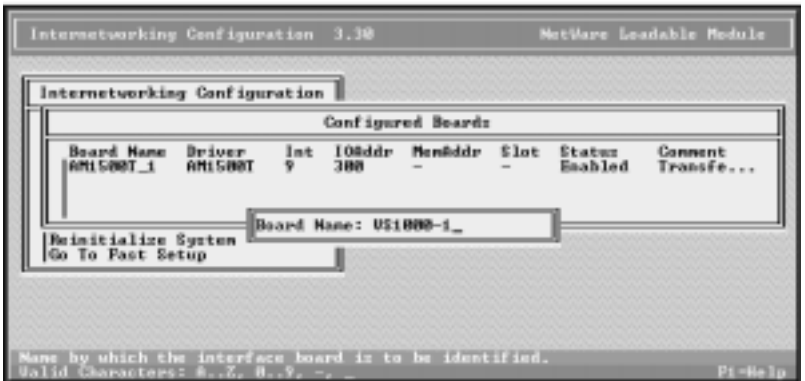 Internetworking Configuration 3.30 NetWare Loadable Module
Internetworking Configuration
Configured Boards
Board Name Driver Int IOAddr MemAddr Slot Status Comment
AM1500T_1 AM1500T 9 300 - - Enabled Transfe...
Board Name: VS1000-1_
Reinitialize System
Go To Fast Setup
Name by which the interface board is to be identified.
Valid Characters: A..Z, 0..9, -, _ F1-Help